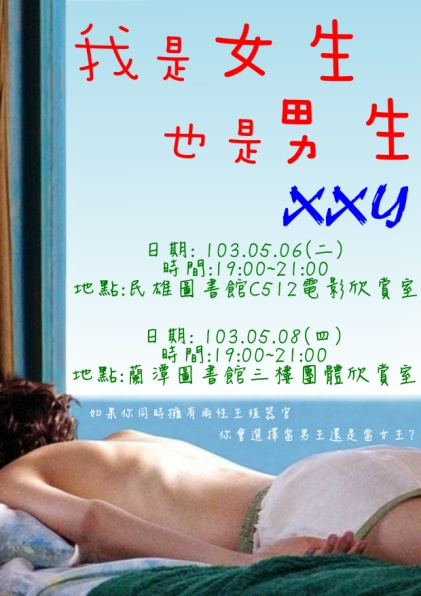 我是女生
也是男生
XXY
日期: 103.05.06(二)
時間:19:00~21:00
地點:民雄圖書館C512電影欣賞室
日期: 103.05.08(四)
時間:19:00~21:00
地點:蘭潭圖書館三樓團體欣賞室
如果你同時擁有兩性生殖器官
你會選擇當男生還是當女生?